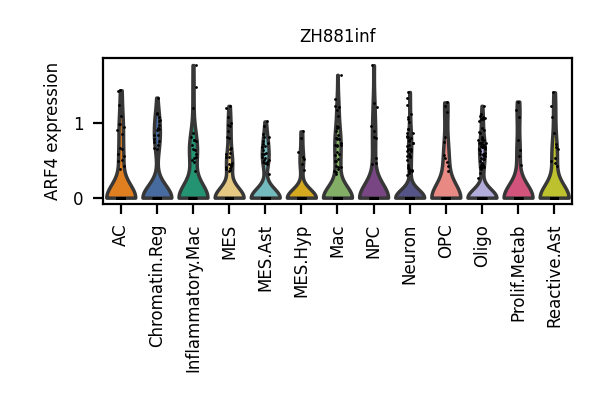 ZH881inf
ARF4 expression
1
0
AC
Chromatin.Reg
Inflammatory.Mac
MES
MES.Ast
MES.Hyp
Mac
NPC
Neuron
OPC
Oligo
Prolif.Metab
Reactive.Ast